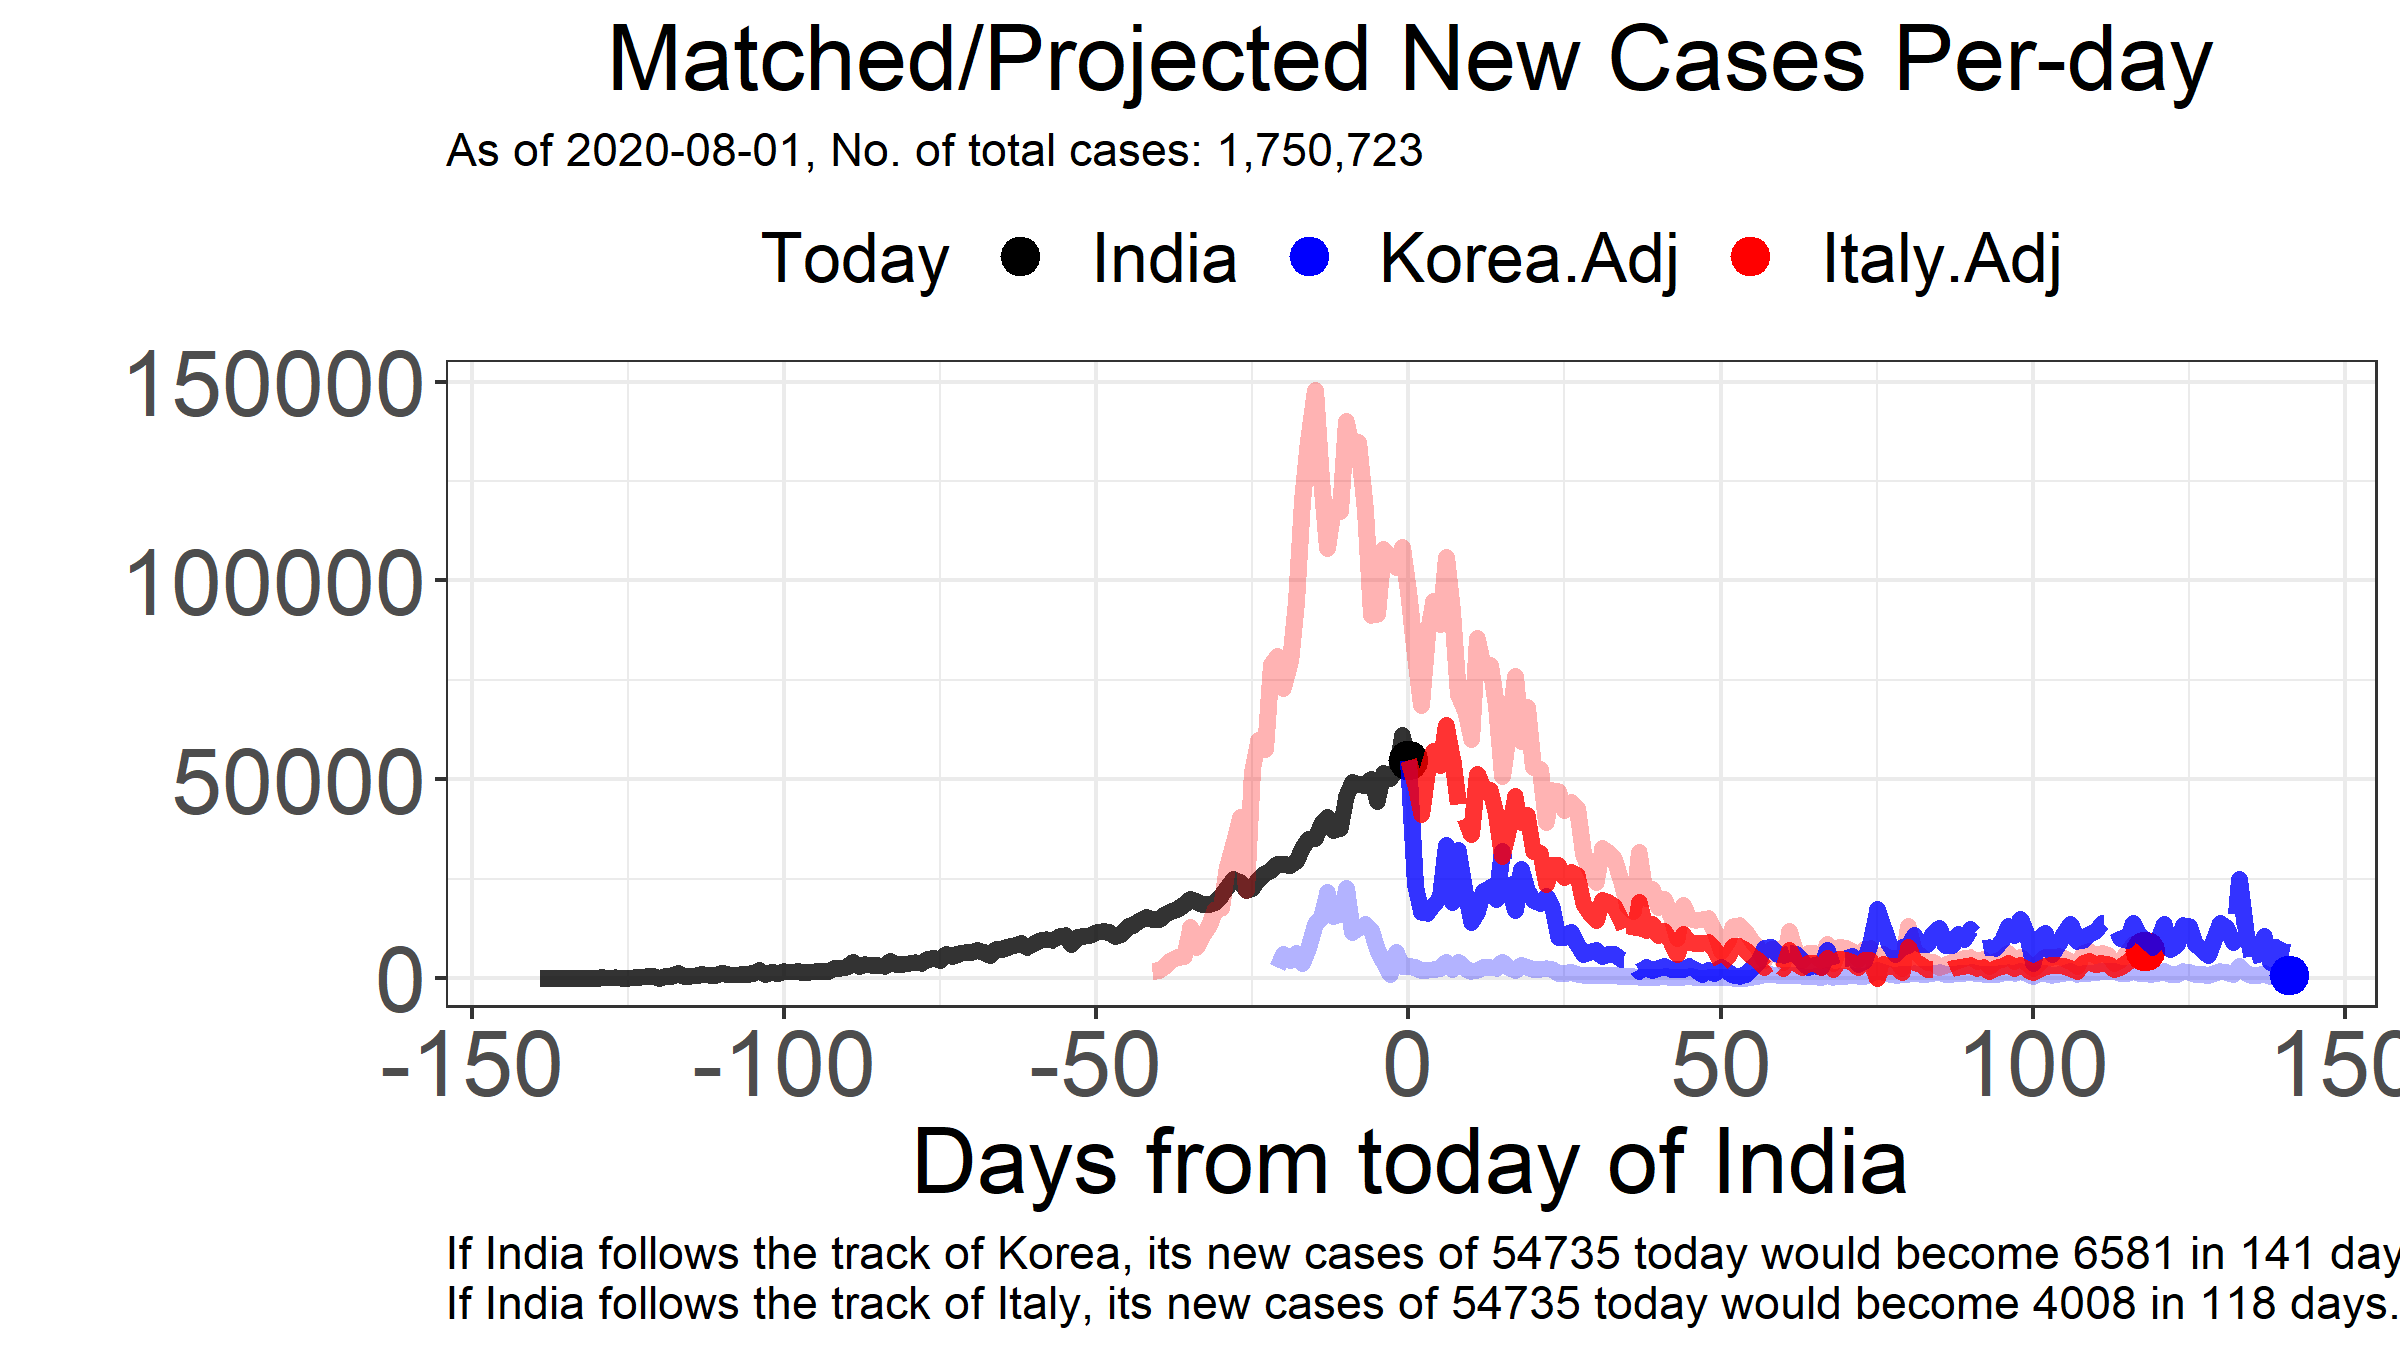 Matched/Projected New Cases Per-day
As of 2020-08-01, No. of total cases: 1,750,723
Today India Korea.Adj Italy.Adj
150000
100000
50000
0
-150 -100 -50 0 50 100 150
Days from today of India
If India follows the track of Korea, its new cases of 54735 today would become 6581 in 141 day
If India follows the track of Italy, its new cases of 54735 today would become 4008 in 118 days.